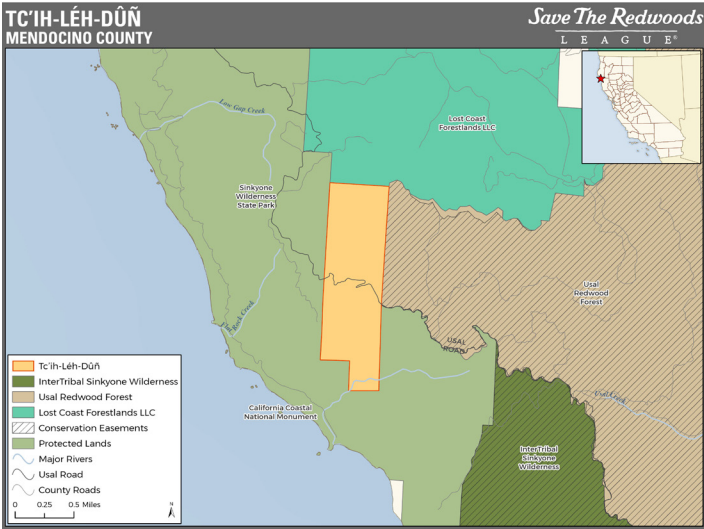 TC'IH-LÉH-DÛÑ
MENDOCINO COUNTY
Save The Redwoods
LEAGUE®
Low Gap Creek
Lost Coast
Forestlands LLC
Sinkyone
Wilderness
State Park
Usal
Redwood
Forest
Rock Creek
USAL
ROAD
Usal Creek
California Coastal
National Monument
InterTribal
Sinkyone
Wilderness
Tc'ih-Léh-Dûñ
InterTribal Sinkyone Wilderness
Usal Redwood Forest
Lost Coast Forestlands LLC
Conservation Easements
Protected Lands
Major Rivers
Usal Road
County Roads
0 0.25 0.5 Miles
N